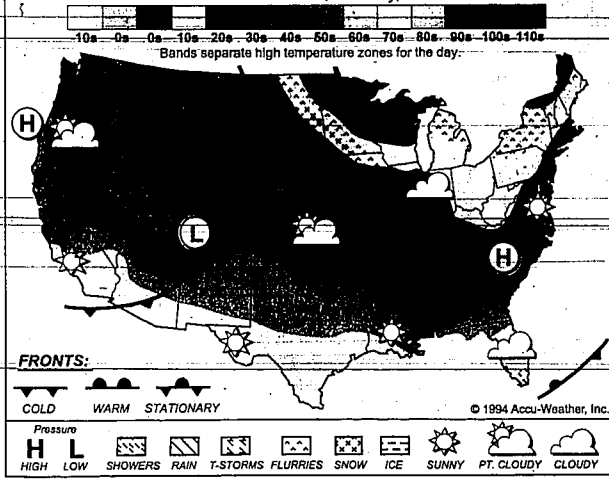 -10s -0s 0s 10s 20s 30s 40s 50s 60s 70s 80s 90s 100s 110s
Bands separate high temperature zones for the day.
H
L
H
FRONTS:
COLD WARM STATIONARY
© 1994 Accu-Weather, Inc.
Pressure
H L
HIGH LOW SHOWERS RAIN T-STORMS FLURRIES SNOW ICE SUNNY PT. CLOUDY CLOUDY